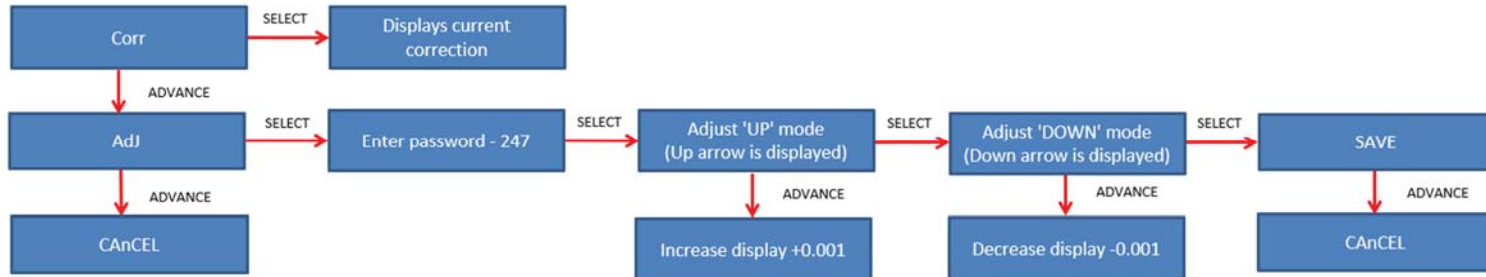 Corr
SELECT
Displays current
correction
ADVANCE
AdJ
SELECT
Enter password - 247
SELECT
Adjust 'UP' mode
(Up arrow is displayed)
SELECT
Adjust 'DOWN' mode
(Down arrow is displayed)
SELECT
SAVE
ADVANCE
ADVANCE
ADVANCE
ADVANCE
CAnCEL
Increase display +0.001
Decrease display -0.001
CAnCEL